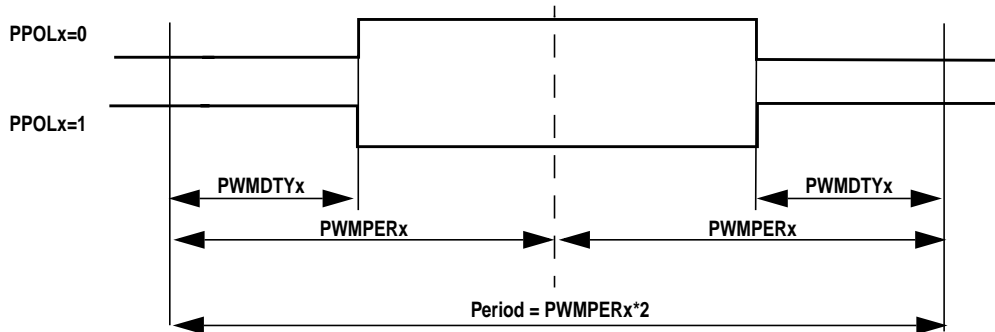 PPOLx=0
PPOLx=1
PWMDTYx
PWMDTYx
PWMPERx
PWMPERx
Period = PWMPERx*2